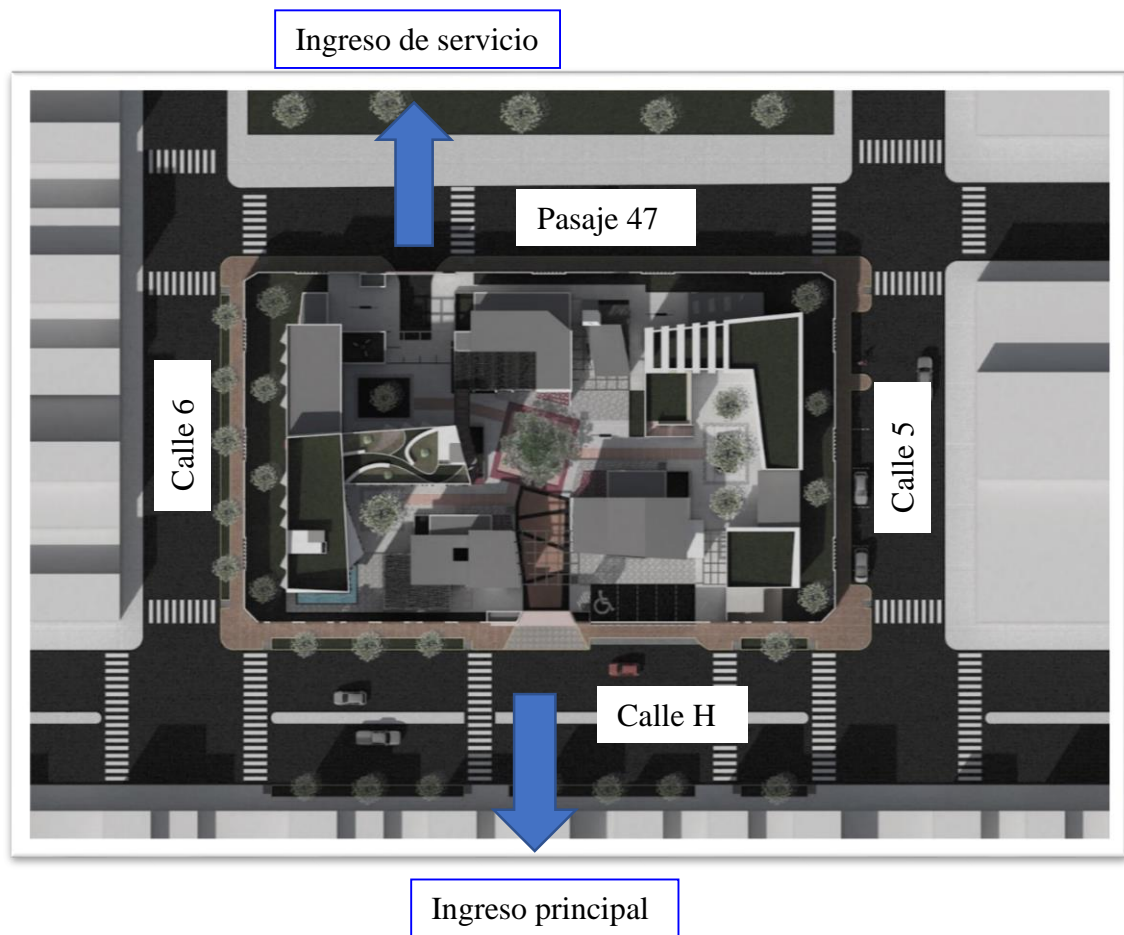 Ingreso de servicio
Pasaje 47
Calle 6
Calle 5
Calle H
Ingreso principal